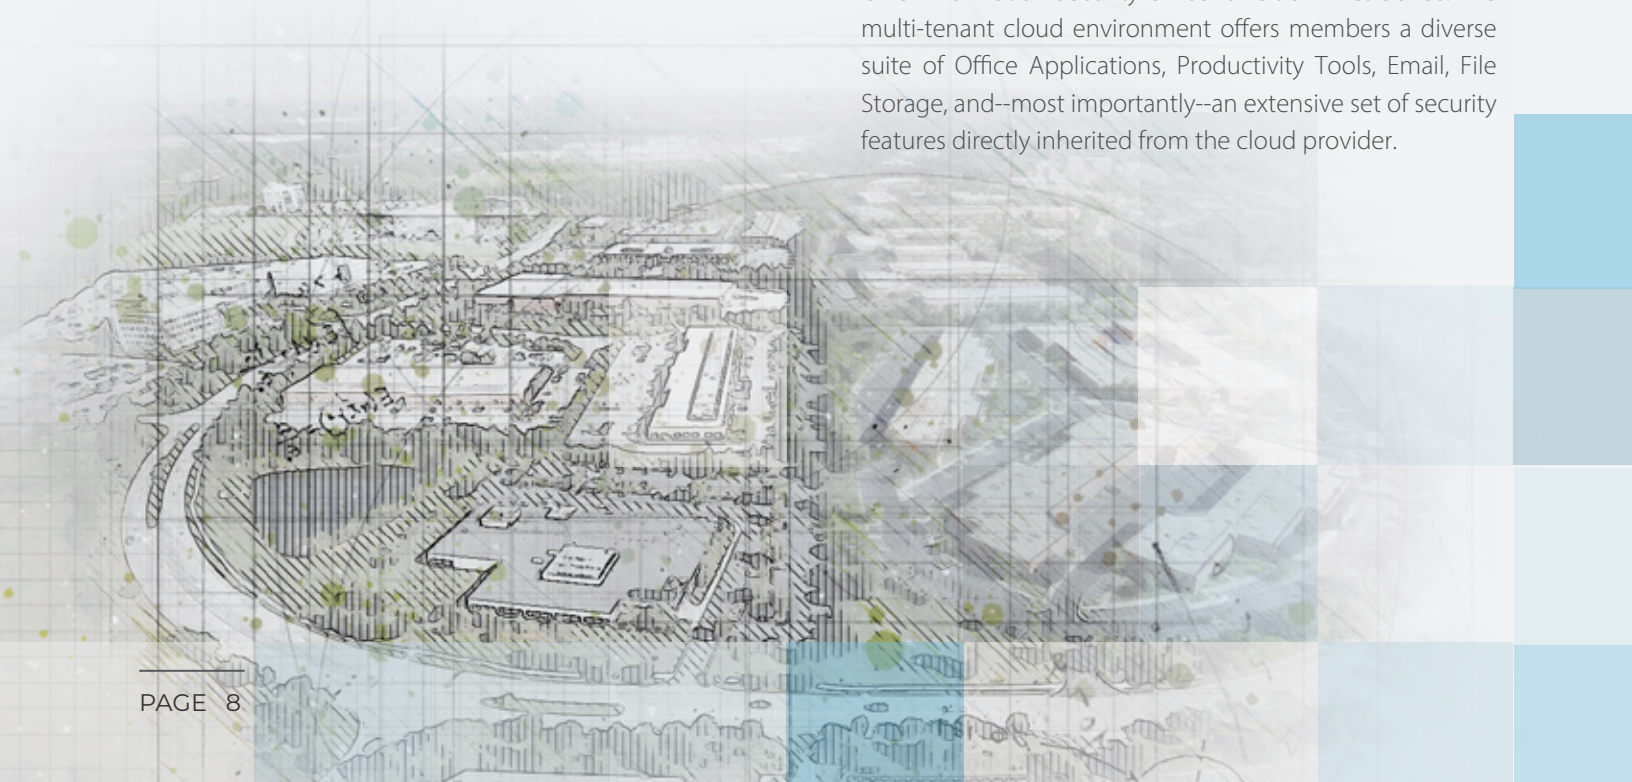 multi-tenant cloud environment offers members a diverse
suite of Office Applications, Productivity Tools, Email, File
Storage, and--most importantly--an extensive set of security
features directly inherited from the cloud provider.
PAGE 8